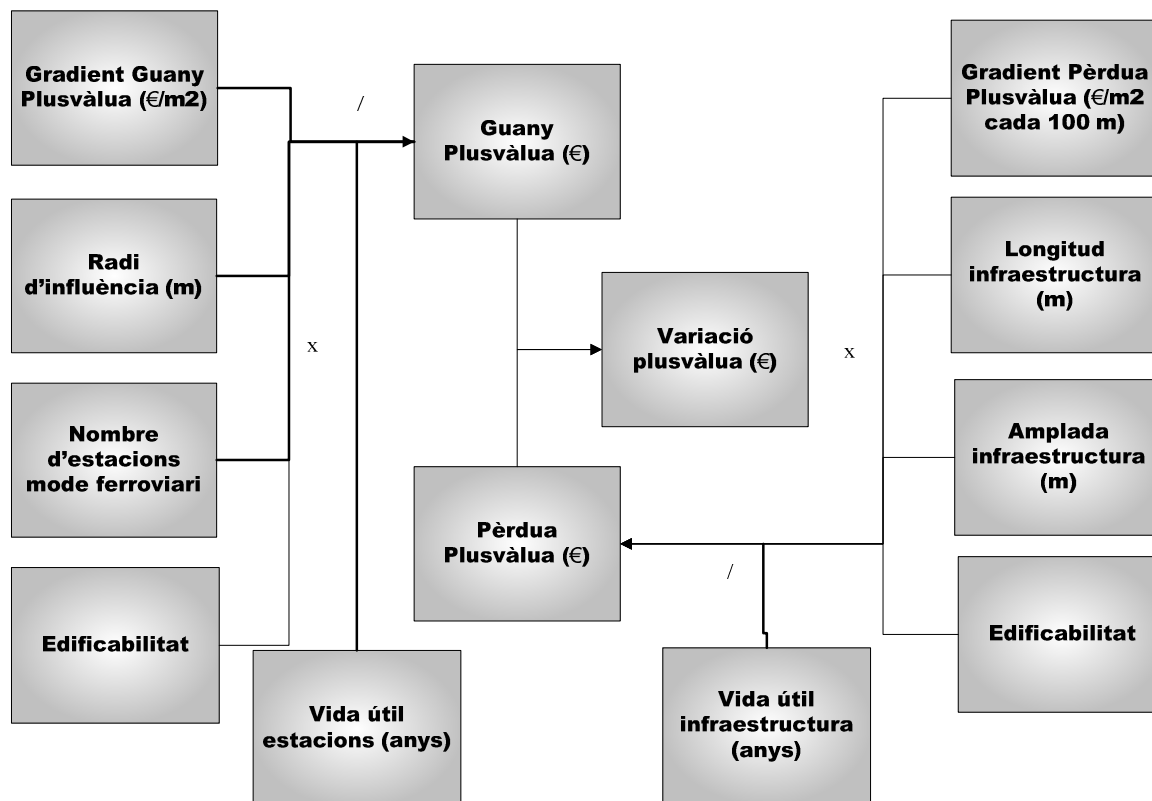 Gradient Guany
Plusvàlua (€/m2)
Radi
d’influència (m)
Nombre
d’estacions
mode ferroviari
Edificabilitat
/
x
Vida útil
estacions (anys)
Guany
Plusvàlua (€)
Variació
plusvàlua (€)
Pèrdua
Plusvàlua (€)
/
x
Vida útil
infraestructura
(anys)
Gradient Pèrdua
Plusvàlua (€/m2
cada 100 m)
Longitud
infraestructura
(m)
Amplada
infraestructura
(m)
Edificabilitat